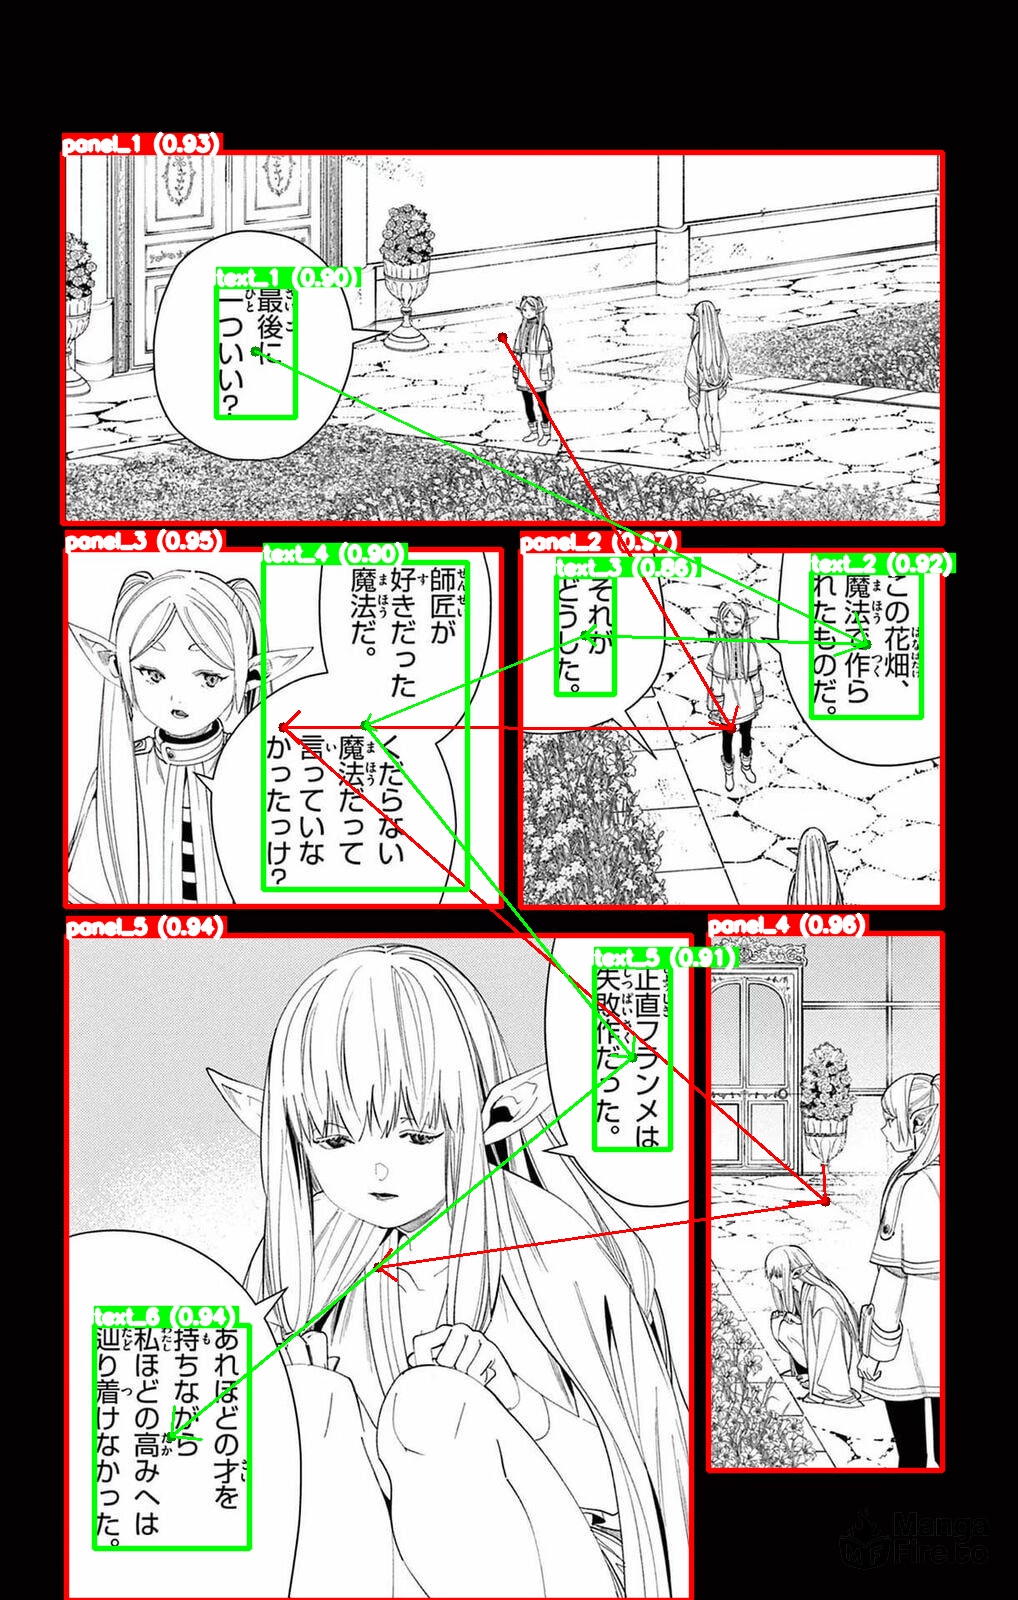 panel_1 (0.93)
text_1 (0.90)
最後に
一ついい?
panel_2 (0.97)
text_2 (0.92)
この花畑、
魔法で作ら
れたものだ。
text_3 (0.86)
それが
どうした。
panel_3 (0.95)
text_4 (0.90)
師匠が
好きだった
魔法だ。
くだらない
魔法だって
言っていな
かったっけ?
panel_4 (0.96)
panel_5 (0.94)
text_5 (0.91)
正直フランメは
失敗作だった。
text_6 (0.94)
あれほどの才を
持ちながら
私ほどの高みへは
辿り着けなかった。
Manga
Fire.to